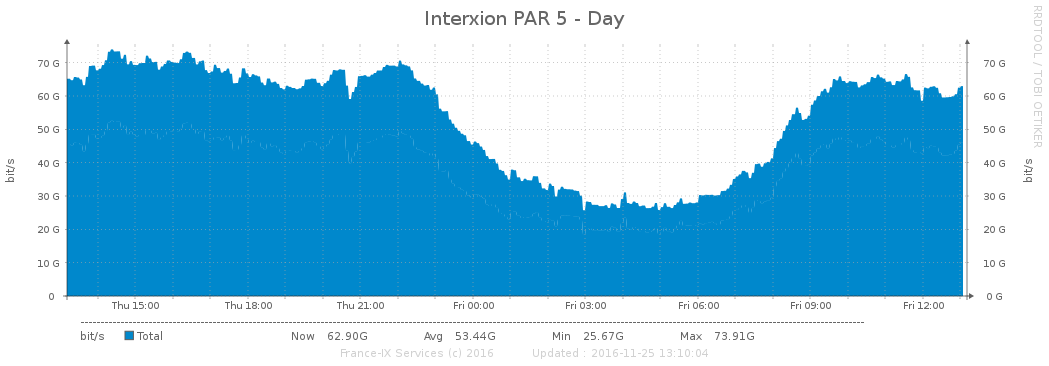 Interxion PAR 5 - Day
RRDTOOL / TOBI OETIKER
bit/s
bit/s
70 G 70 G
60 G 60 G
50 G 50 G
40 G 40 G
30 G 30 G
20 G 20 G
10 G 10 G
0 0 G
Thu 15:00 Thu 18:00 Thu 21:00 Fri 00:00 Fri 03:00 Fri 06:00 Fri 09:00 Fri 12:00
bit/s Total Now 62.90G Avg 53.44G Min 25.67G Max 73.91G
France-IX Services (c) 2016 Updated : 2016-11-25 13:10:04